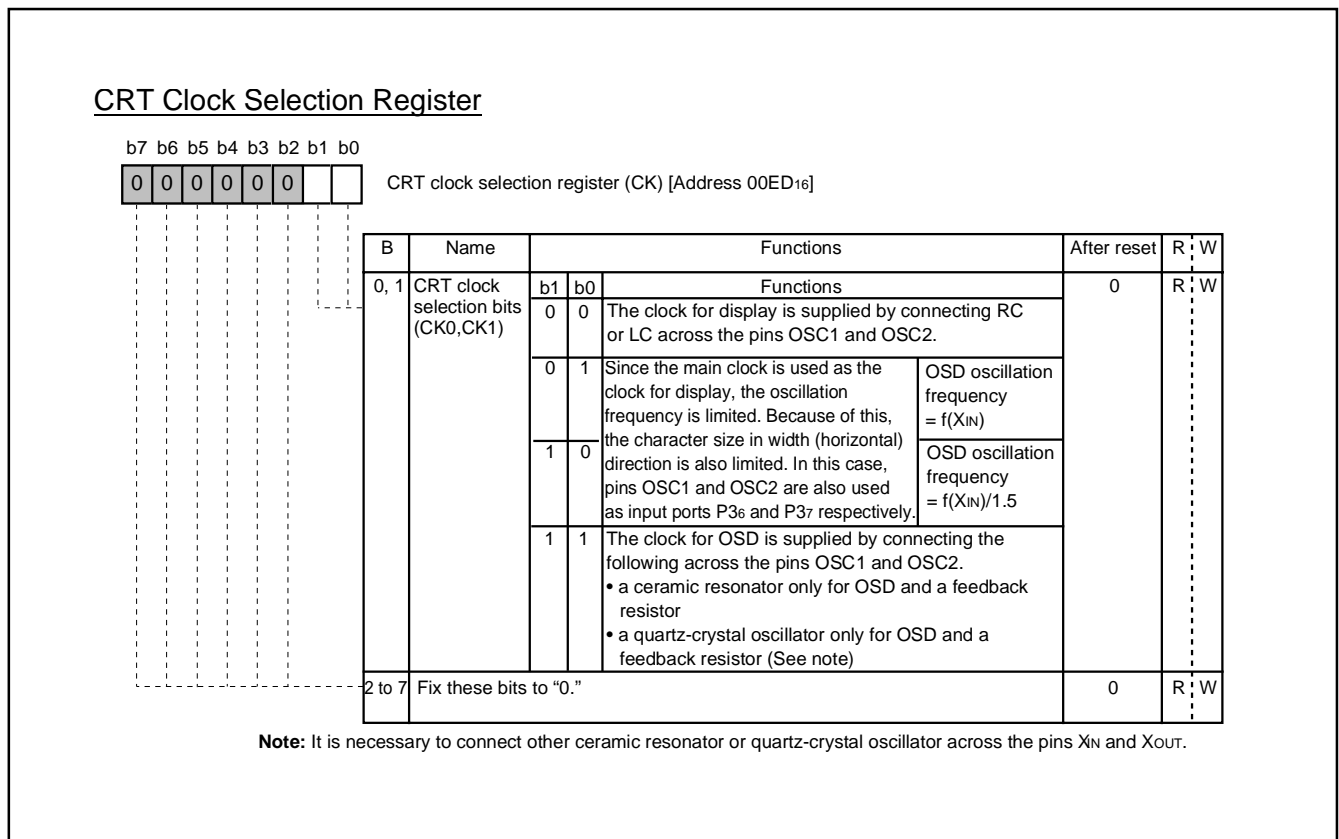 CRT Clock Selection Register
b7 b6 b5 b4 b3 b2 b1 b0
0 0 0 0 0 0
CRT clock selection register (CK) [Address 00ED16]
B Name Functions After reset R W
0, 1 CRT clock selection bits (CK0,CK1) 0 R W
b1 b0 Functions
0 0 The clock for display is supplied by connecting RC
or LC across the pins OSC1 and OSC2.
0 1 Since the main clock is used as the
clock for display, the oscillation
frequency is limited. Because of this,
the character size in width (horizontal)
1 0 direction is also limited. In this case,
pins OSC1 and OSC2 are also used
as input ports P36 and P37 respectively.
OSD oscillation
frequency
= f(XIN)
OSD oscillation
frequency
= f(XIN)/1.5
1 1 The clock for OSD is supplied by connecting the
following across the pins OSC1 and OSC2.
• a ceramic resonator only for OSD and a feedback
resistor
• a quartz-crystal oscillator only for OSD and a
feedback resistor (See note)
2 to 7 Fix these bits to “0.” 0 R W
Note: It is necessary to connect other ceramic resonator or quartz-crystal oscillator across the pins XIN and XOUT.